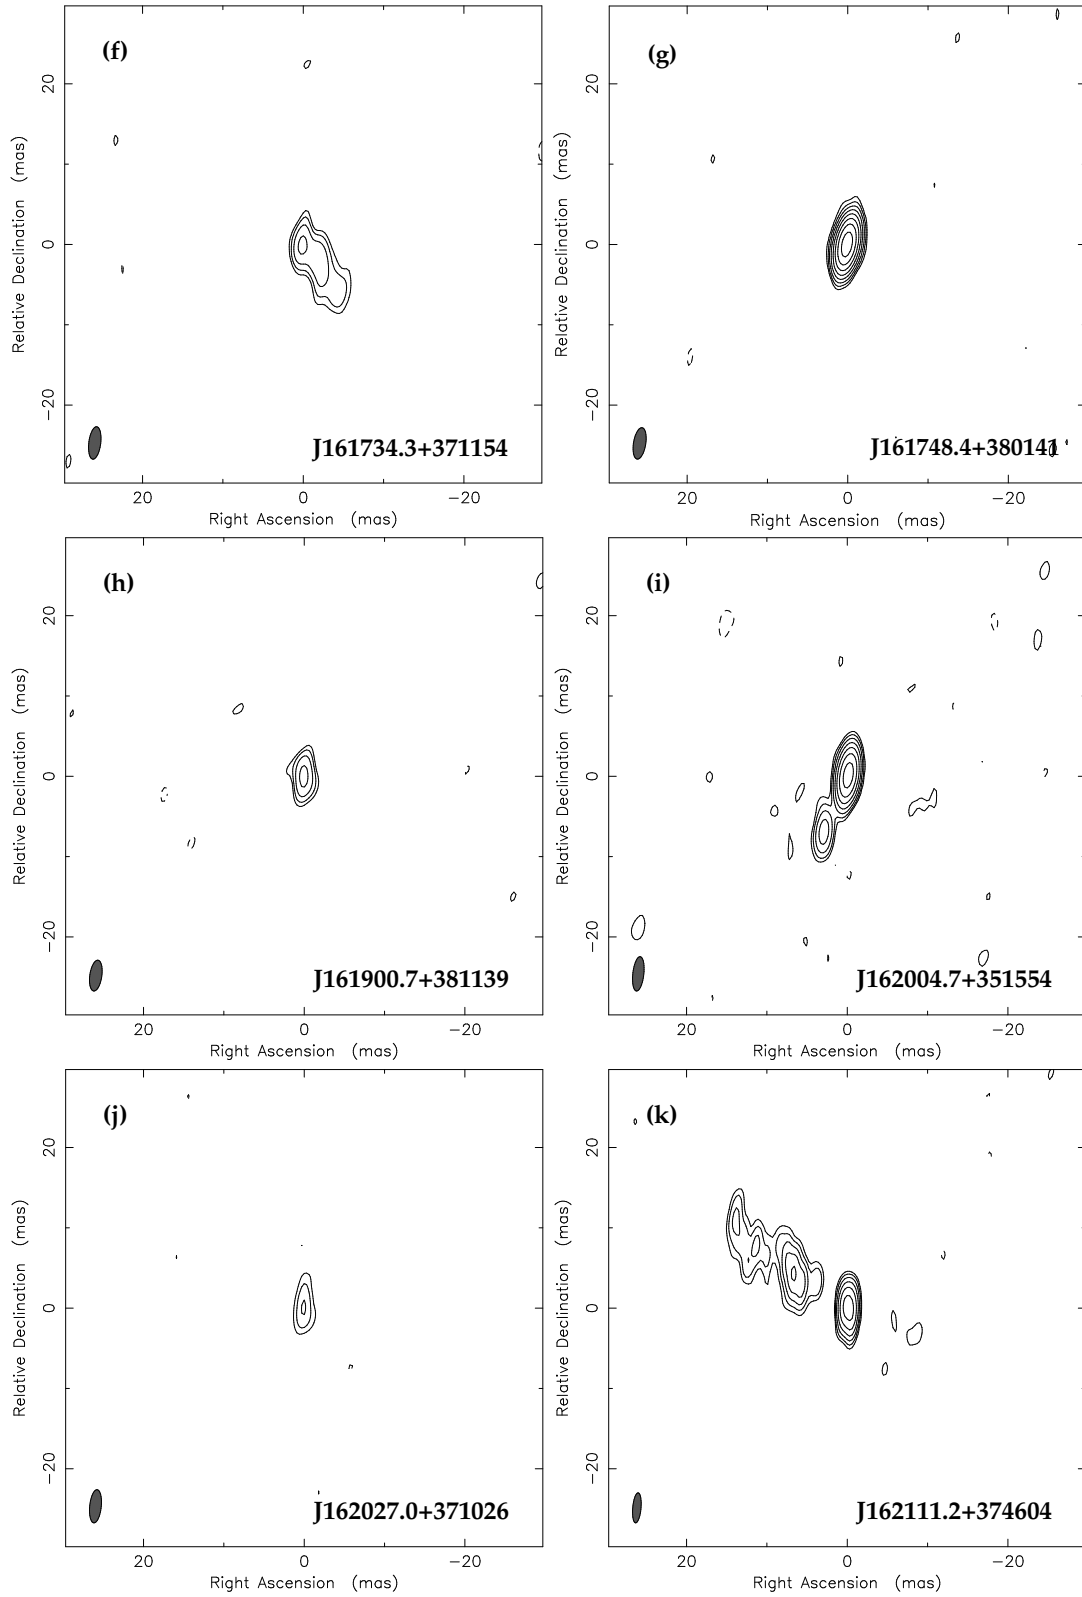 (f)
Relative Declination (mas)
20
0
−20
J161734.3+371154
20 0 −20
Right Ascension (mas)
(g)
Relative Declination (mas)
20
0
−20
J161748.4+380141
20 0 −20
Right Ascension (mas)
(h)
Relative Declination (mas)
20
0
−20
J161900.7+381139
20 0 −20
Right Ascension (mas)
(i)
Relative Declination (mas)
20
0
−20
J162004.7+351554
20 0 −20
Right Ascension (mas)
(j)
Relative Declination (mas)
20
0
−20
J162027.0+371026
20 0 −20
Right Ascension (mas)
(k)
Relative Declination (mas)
20
0
−20
J162111.2+374604
20 0 −20
Right Ascension (mas)